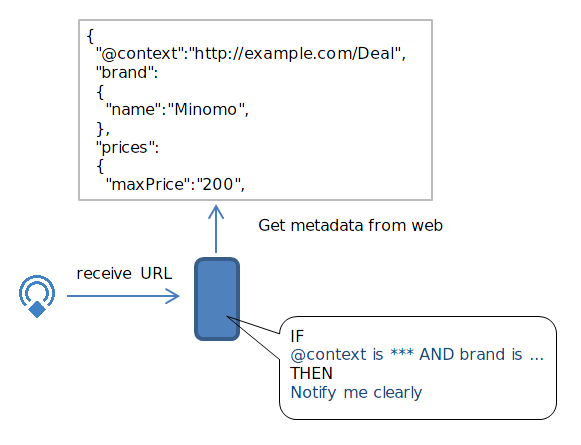 {
"@context":"http://example.com/Deal",
"brand":
{
"name":"Minomo",
},
"prices":
{
"maxPrice":"200",
Get metadata from web
receive URL
IF
@context is *** AND brand is ...
THEN
Notify me clearly